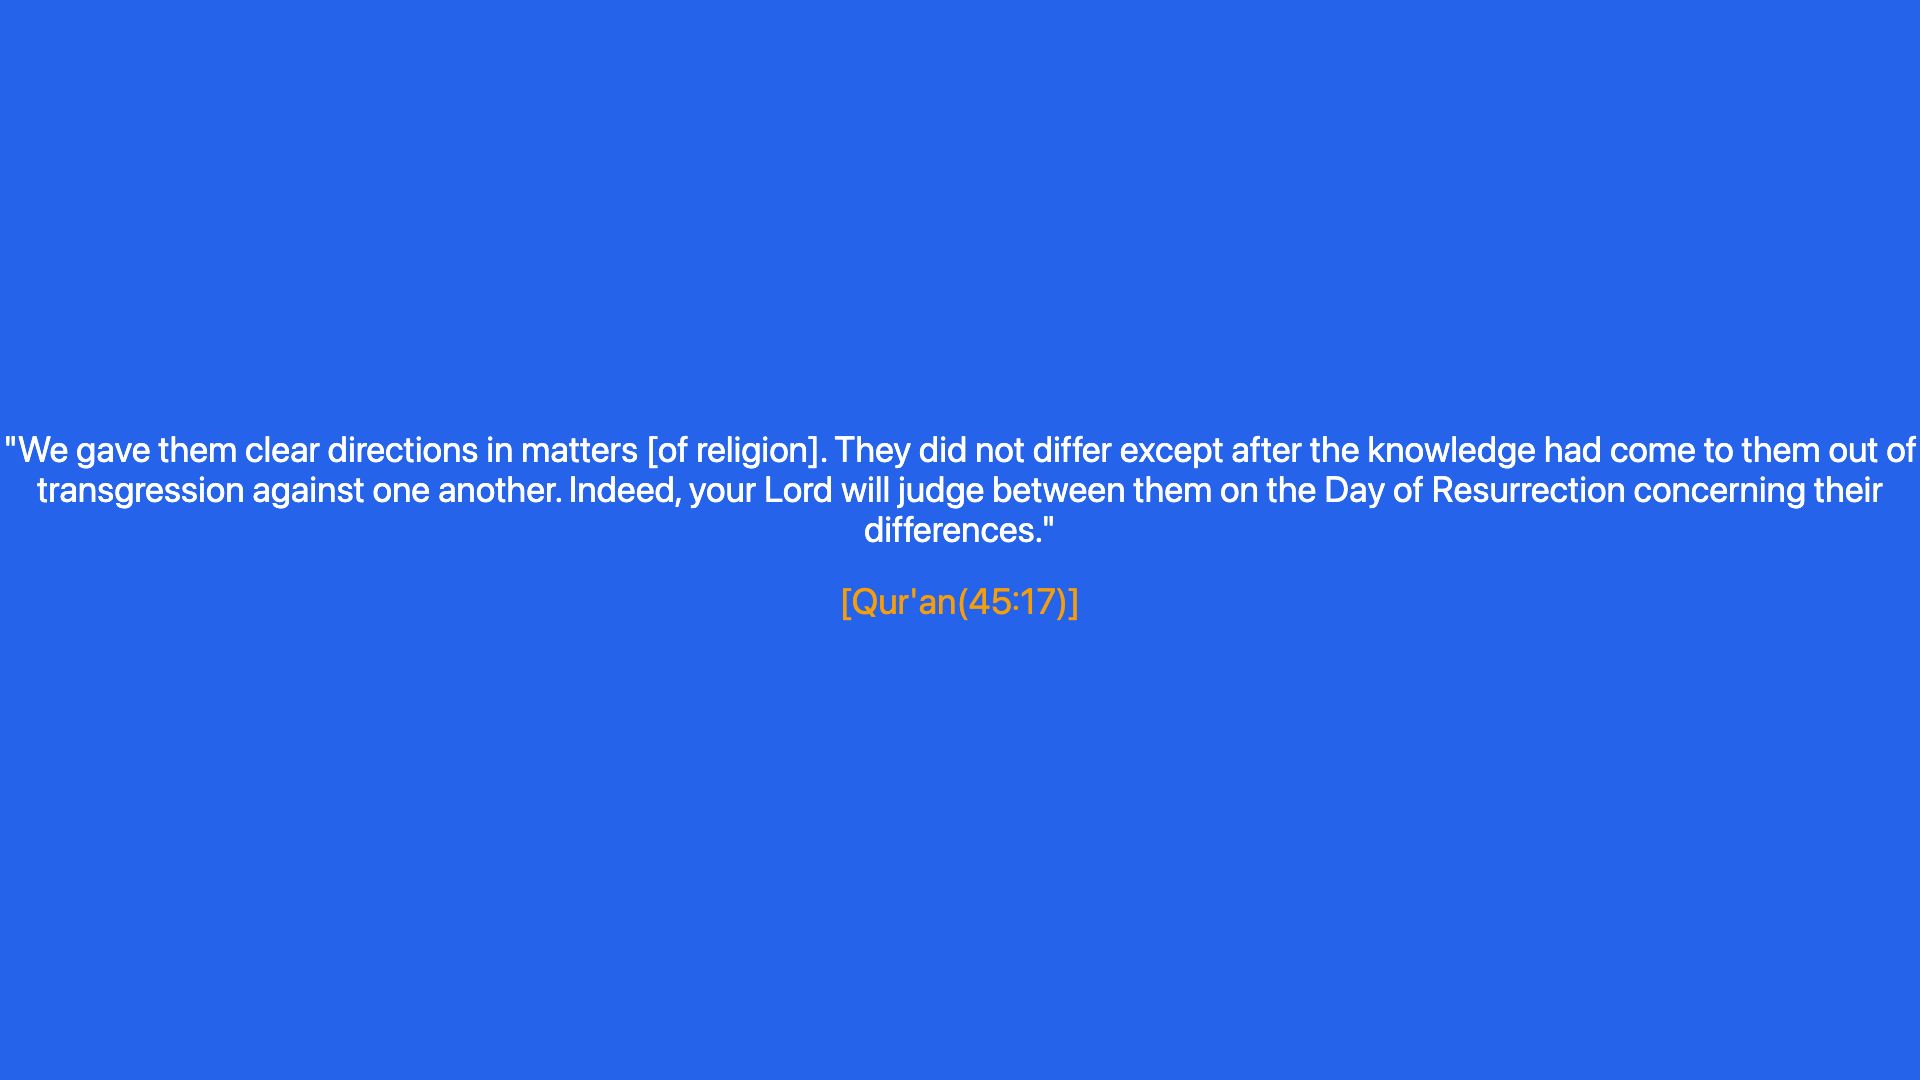 "We gave them clear directions in matters [of religion]. They did not differ except after the knowledge had come to them out of
transgression against one another. Indeed, your Lord will judge between them on the Day of Resurrection concerning their
differences."
[Qur'an(45:17)]